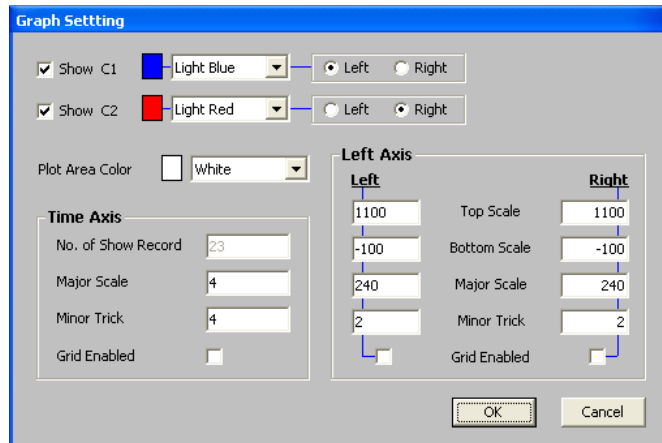 Graph Settting
Show C1 Light Blue Left Right
Show C2 Light Red Left Right
Plot Area Color White
Time Axis
No. of Show Record 23
Major Scale 4
Minor Trick 4
Grid Enabled
Left Axis
Left Right
1100 Top Scale 1100
-100 Bottom Scale -100
240 Major Scale 240
2 Minor Trick 2
Grid Enabled
OK Cancel